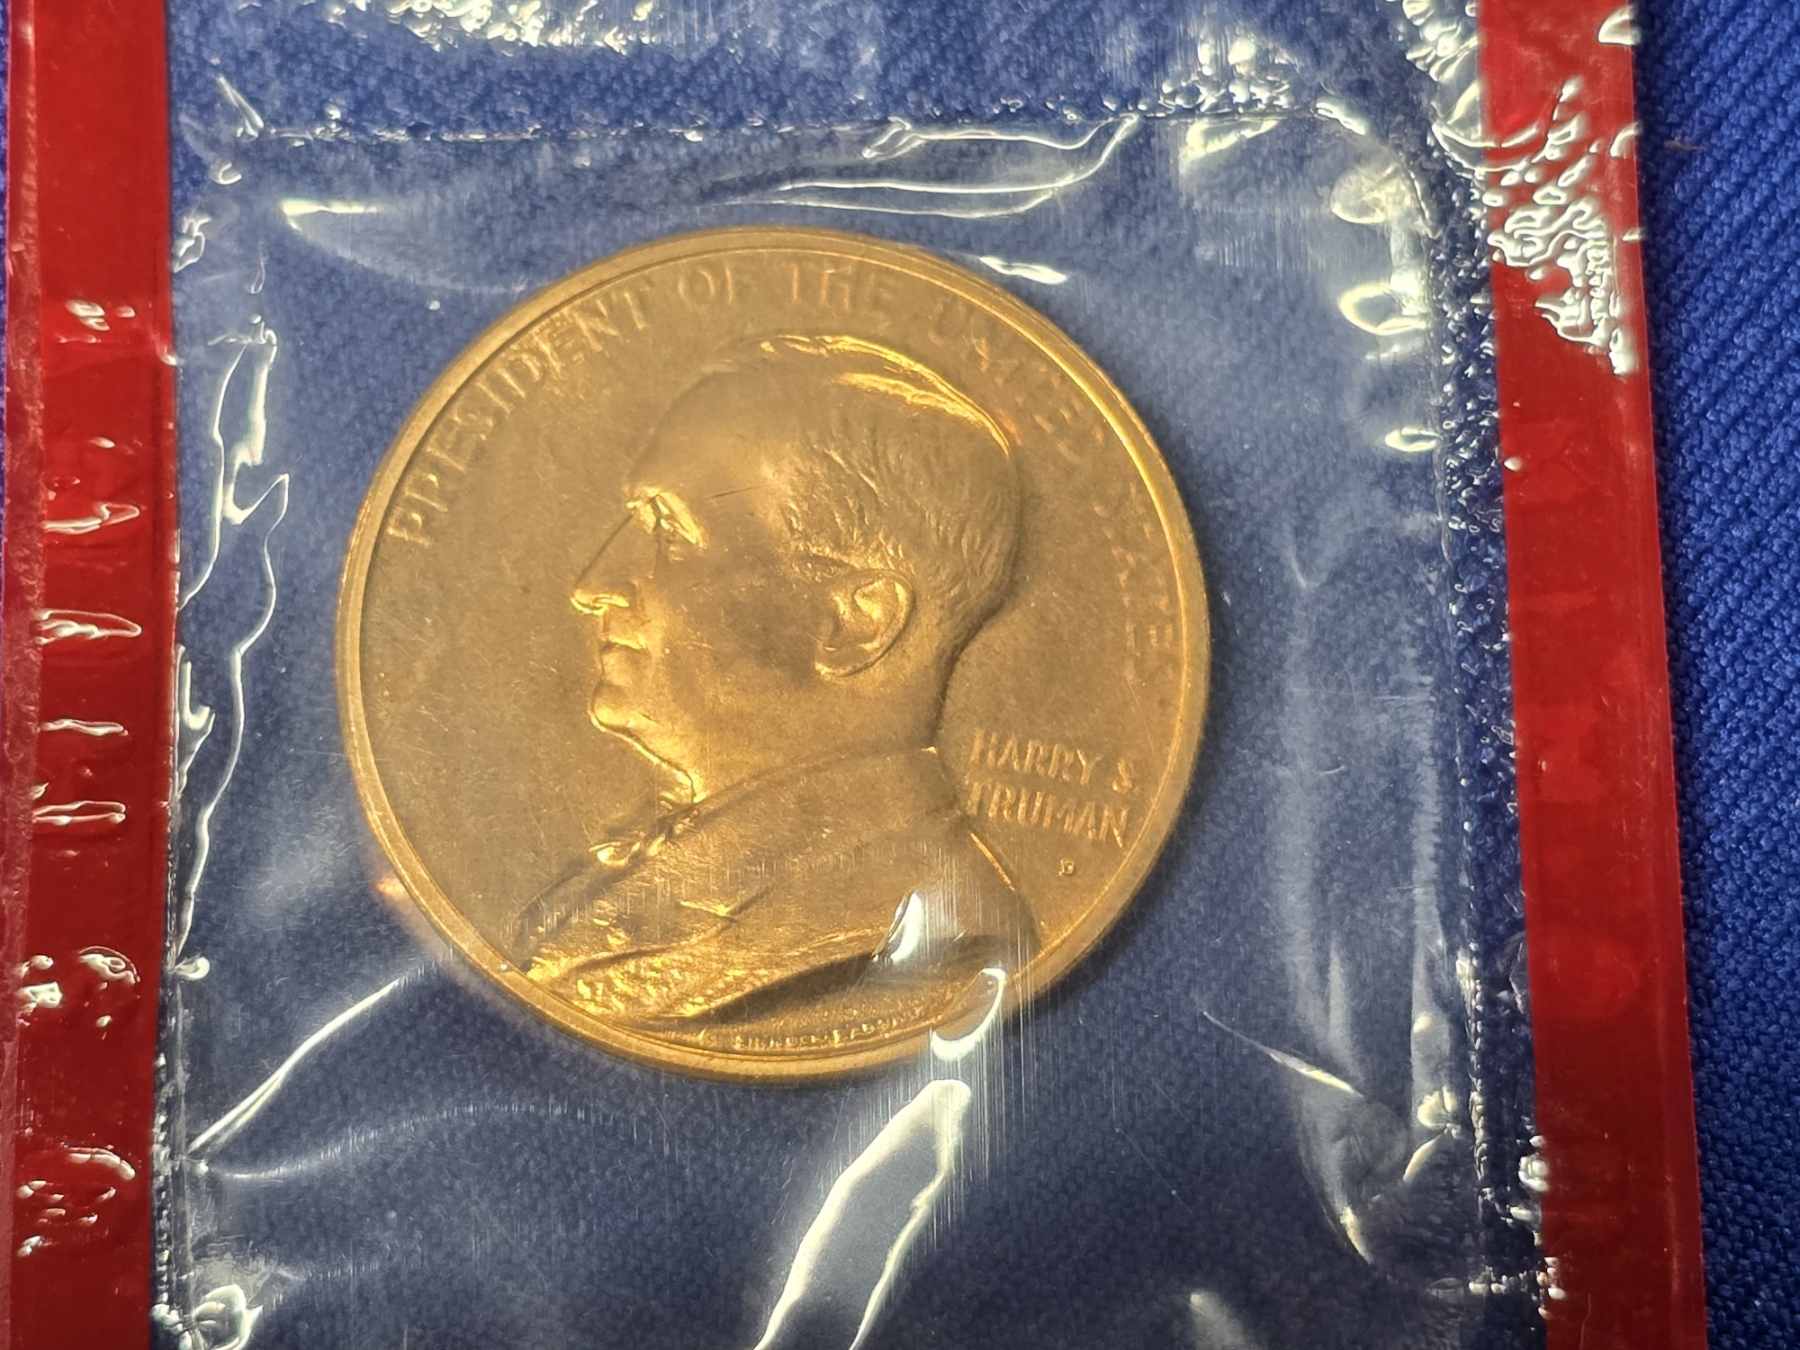 PRESIDENT OF THE UNITED STATES
HARRY S.
TRUMAN